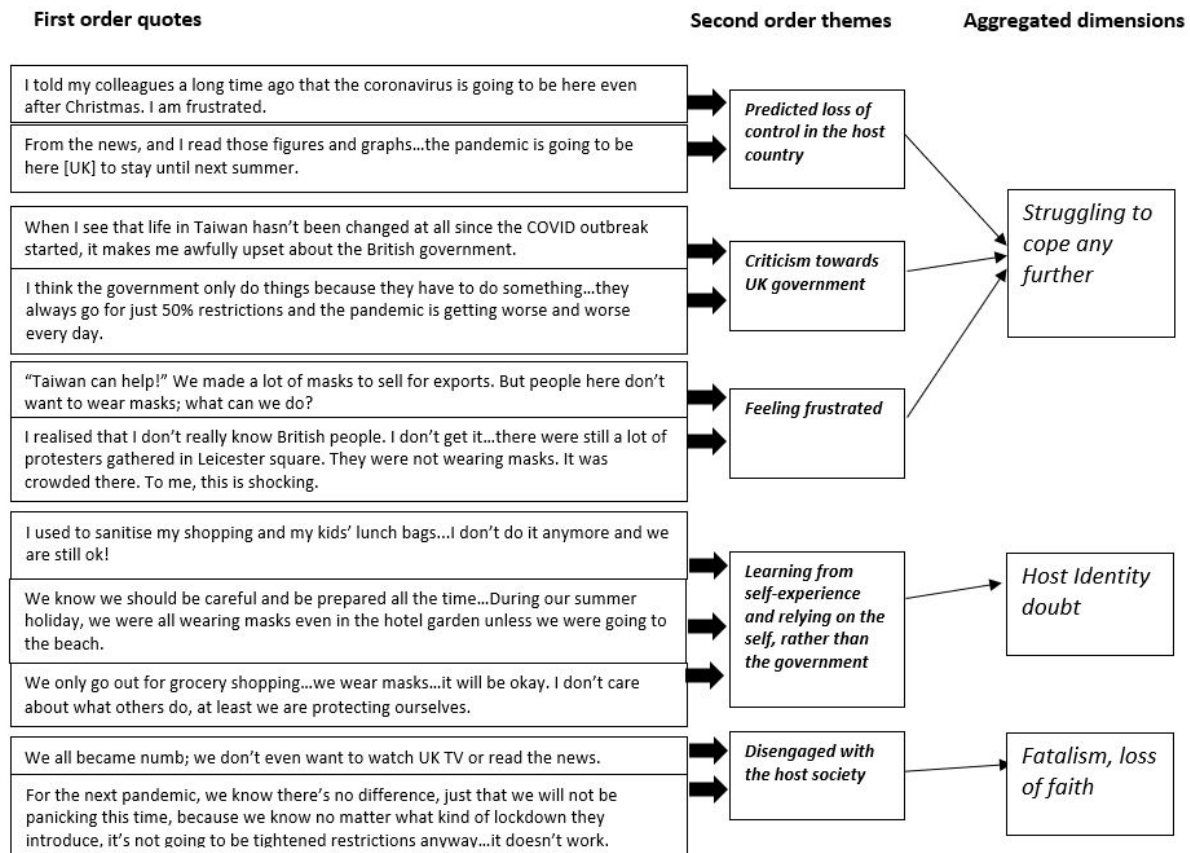 First order quotes
Second order themes
Aggregated dimensions
I told my colleagues a long time ago that the coronavirus is going to be here even
after Christmas. I am frustrated.
From the news, and I read those figures and graphs...the pandemic is going to be
here [UK] to stay until next summer.
Predicted loss of
control in the host
country
When I see that life in Taiwan hasn’t been changed at all since the COVID outbreak
started, it makes me awfully upset about the British government.
I think the government only do things because they have to do something...they
always go for just 50% restrictions and the pandemic is getting worse and worse
every day.
Criticism towards
UK government
“Taiwan can help!” We made a lot of masks to sell for exports. But people here don’t
want to wear masks; what can we do?
I realised that I don’t really know British people. I don’t get it...there were still a lot of
protesters gathered in Leicester square. They were not wearing masks. It was
crowded there. To me, this is shocking.
Feeling frustrated
Struggling to
cope any
further
I used to sanitise my shopping and my kids’ lunch bags...I don’t do it anymore and we
are still ok!
We know we should be careful and be prepared all the time...During our summer
holiday, we were all wearing masks even in the hotel garden unless we were going to
the beach.
We only go out for grocery shopping...we wear masks...it will be okay. I don’t care
about what others do, at least we are protecting ourselves.
Learning from
self-experience
and relying on the
self, rather than
the government
Host Identity
doubt
We all became numb; we don’t even want to watch UK TV or read the news.
For the next pandemic, we know there’s no difference, just that we will not be
panicking this time, because we know no matter what kind of lockdown they
introduce, it’s not going to be tightened restrictions anyway...it doesn’t work.
Disengaged with
the host society
Fatalism, loss
of faith